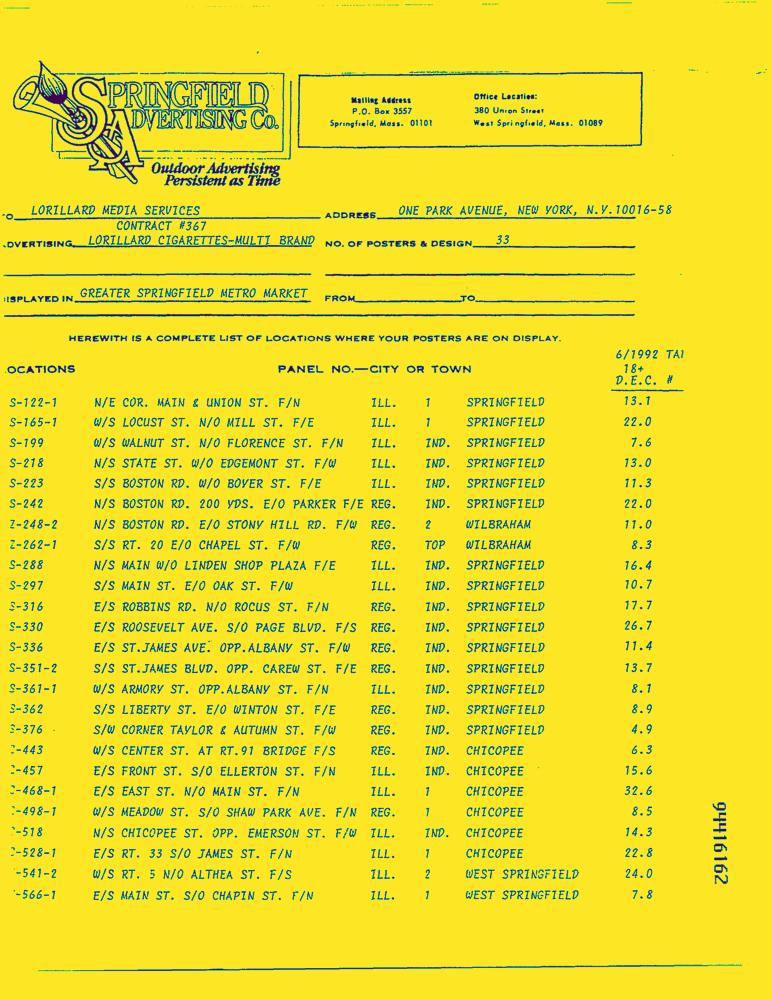 SPRINGFIELD
ADVERTISING Co.
Outdoor Advertising
Persistent as Time
Mailing Address
P.O. Box 3557
Springfield, Mass. 01101
Office Location:
380 Union Street
West Springfield, Mass. 01089
O LORILLARD MEDIA SERVICES ADDRESS ONE PARK AVENUE, NEW YORK, N.Y.10016-58
CONTRACT #367
DVERTISING LORILLARD CIGARETTES-MULTI BRAND NO. OF POSTERS & DESIGN 33
ISPLAYED IN GREATER SPRINGFIELD METRO MARKET FROM TO
HEREWITH IS A COMPLETE LIST OF LOCATIONS WHERE YOUR POSTERS ARE ON DISPLAY.
6/1992 TAI
OCATIONS PANEL NO.—CITY OR TOWN 18+
D.E.C. #
S-122-1 N/E COR. MAIN & UNION ST. F/N ILL. 1 SPRINGFIELD 13.1
S-165-1 W/S LOCUST ST. N/O MILL ST. F/E ILL. 1 SPRINGFIELD 22.0
S-199 W/S WALNUT ST. N/O FLORENCE ST. F/N ILL. IND. SPRINGFIELD 7.6
S-218 N/S STATE ST. W/O EDGEMONT ST. F/W ILL. IND. SPRINGFIELD 13.0
S-223 S/S BOSTON RD. W/O BOYER ST. F/E ILL. IND. SPRINGFIELD 11.3
S-242 N/S BOSTON RD. 200 YDS. E/O PARKER F/E REG. IND. SPRINGFIELD 22.0
Z-248-2 N/S BOSTON RD. E/O STONY HILL RD. F/W REG. 2 WILBRAHAM 11.0
Z-262-1 S/S RT. 20 E/O CHAPEL ST. F/W REG. TOP WILBRAHAM 8.3
S-288 N/S MAIN W/O LINDEN SHOP PLAZA F/E ILL. IND. SPRINGFIELD 16.4
S-297 S/S MAIN ST. E/O OAK ST. F/W ILL. IND. SPRINGFIELD 10.7
S-316 E/S ROBBINS RD. N/O ROCUS ST. F/N REG. IND. SPRINGFIELD 17.7
S-330 E/S ROOSEVELT AVE. S/O PAGE BLVD. F/S REG. IND. SPRINGFIELD 26.7
S-336 E/S ST.JAMES AVE. OPP.ALBANY ST. F/W REG. IND. SPRINGFIELD 11.4
S-351-2 S/S ST.JAMES BLVD. OPP. CAREW ST. F/E REG. IND. SPRINGFIELD 13.7
S-361-1 W/S ARMORY ST. OPP.ALBANY ST. F/N ILL. IND. SPRINGFIELD 8.1
S-362 S/S LIBERTY ST. E/O WINTON ST. F/E REG. IND. SPRINGFIELD 8.9
S-376 S/W CORNER TAYLOR & AUTUMN ST. F/W REG. IND. SPRINGFIELD 4.9
-443 W/S CENTER ST. AT RT.91 BRIDGE F/S REG. IND. CHICOPEE 6.3
-457 E/S FRONT ST. S/O ELLERTON ST. F/N ILL. IND. CHICOPEE 15.6
-468-1 E/S EAST ST. N/O MAIN ST. F/N ILL. 1 CHICOPEE 32.6
-498-1 W/S MEADOW ST. S/O SHAW PARK AVE. F/N REG. 1 CHICOPEE 8.5
-518 N/S CHICOPEE ST. OPP. EMERSON ST. F/W ILL. IND. CHICOPEE 14.3
-528-1 E/S RT. 33 S/O JAMES ST. F/N ILL. 1 CHICOPEE 22.8
-541-2 W/S RT. 5 N/O ALTHEA ST. F/S ILL. 2 WEST SPRINGFIELD 24.0
-566-1 E/S MAIN ST. S/O CHAPIN ST. F/N ILL. 1 WEST SPRINGFIELD 7.8
94416162